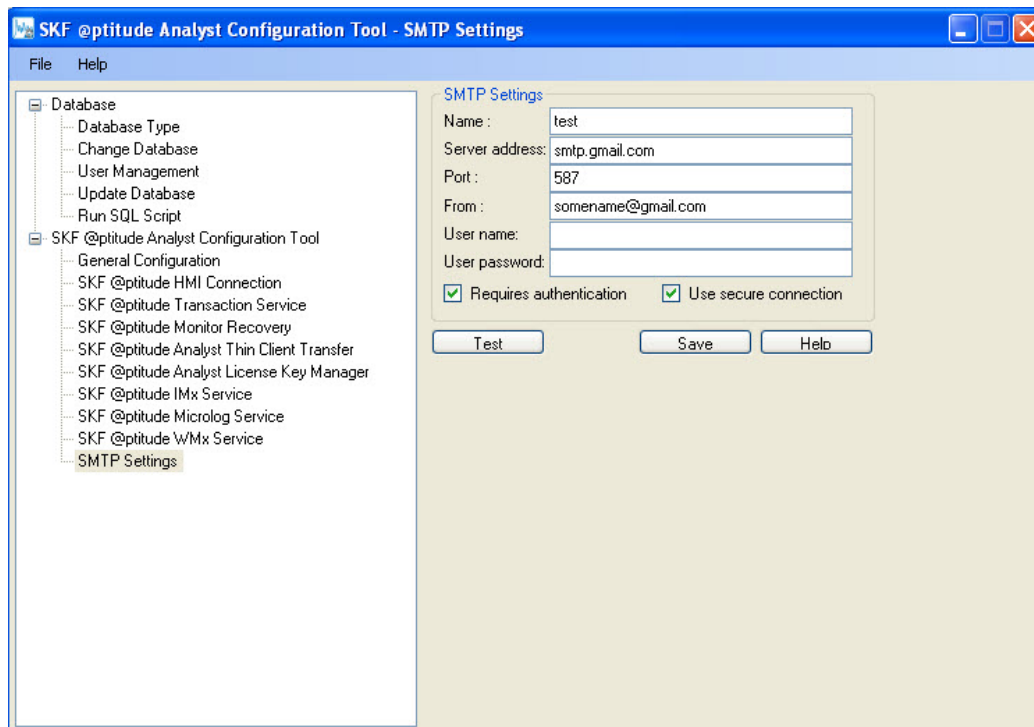 SKF @ptitude Analyst Configuration Tool - SMTP Settings
File Help
Database
Database Type
Change Database
User Management
Update Database
Run SQL Script
SKF @ptitude Analyst Configuration Tool
General Configuration
SKF @ptitude HMI Connection
SKF @ptitude Transaction Service
SKF @ptitude Monitor Recovery
SKF @ptitude Analyst Thin Client Transfer
SKF @ptitude Analyst License Key Manager
SKF @ptitude IMx Service
SKF @ptitude Microlog Service
SKF @ptitude WMx Service
SMTP Settings
SMTP Settings
Name : test
Server address: smtp.gmail.com
Port : 587
From : somename@gmail.com
User name:
User password:
Requires authentication Use secure connection
Test Save Help